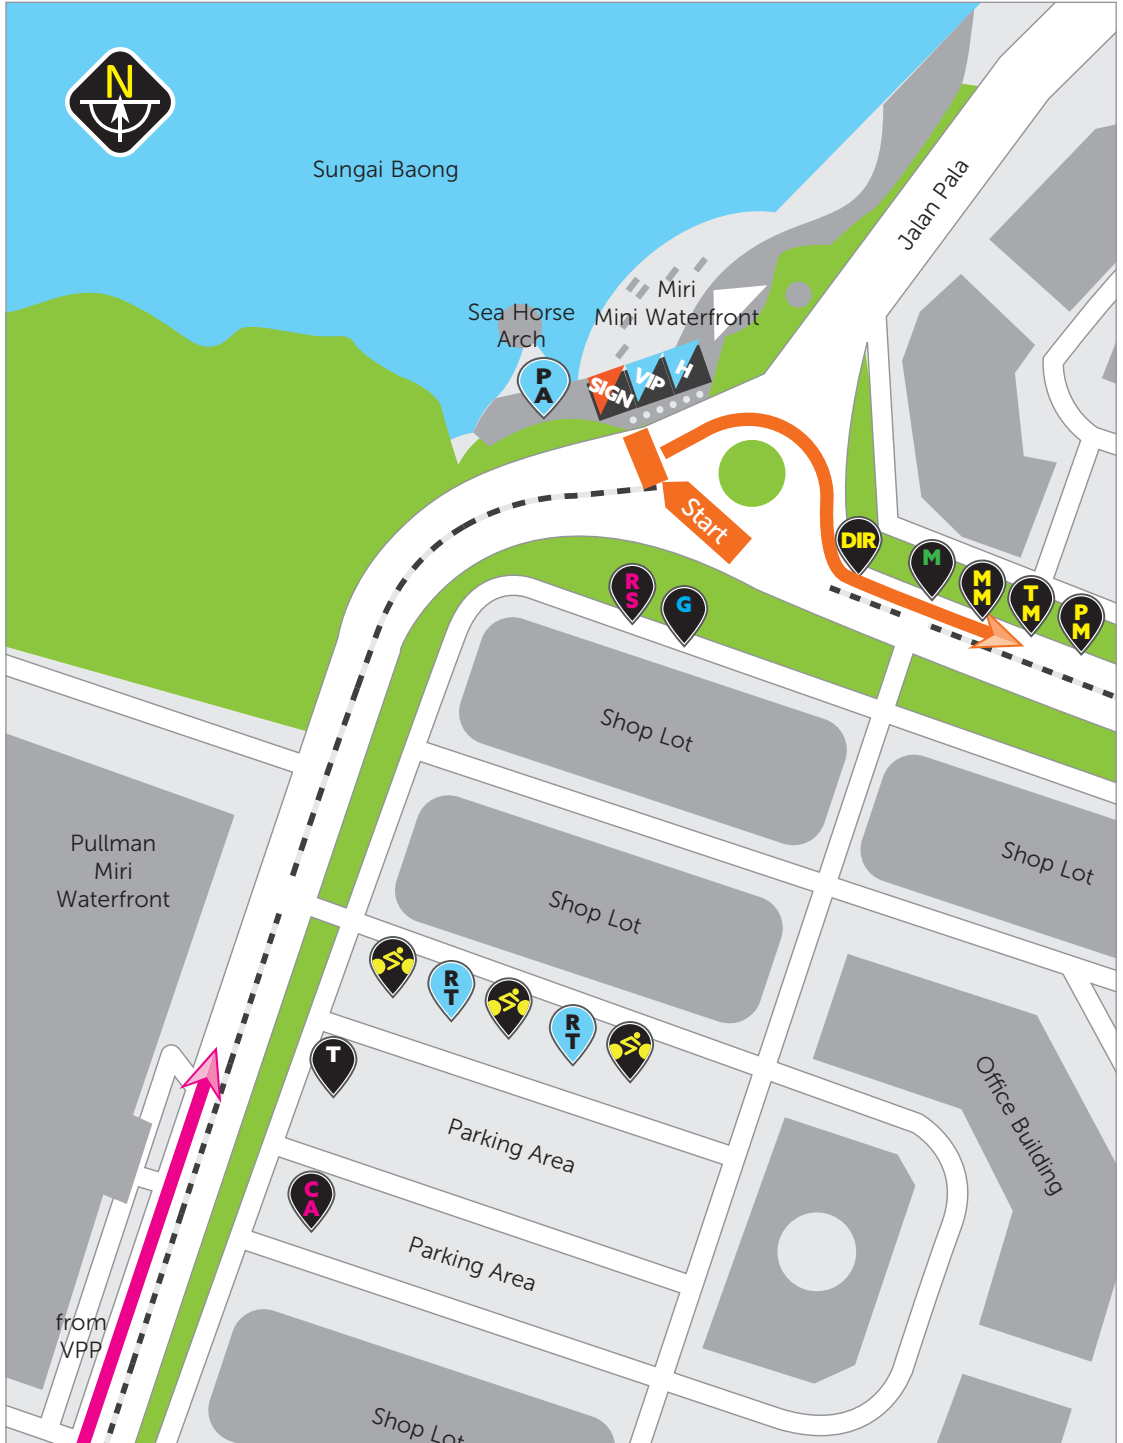 N
Sungai Baong
Jalan Pala
Miri
Mini Waterfront
Sea Horse
Arch
P
A
SIGN
VIP
H
Start
DIR
M
M
M
T
M
P
M
R
S
G
Shop Lot
Shop Lot
Shop Lot
Pullman
Miri
Waterfront
R
T
R
T
T
Parking Area
Office Building
C
A
Parking Area
from
VPP
Shop Lot